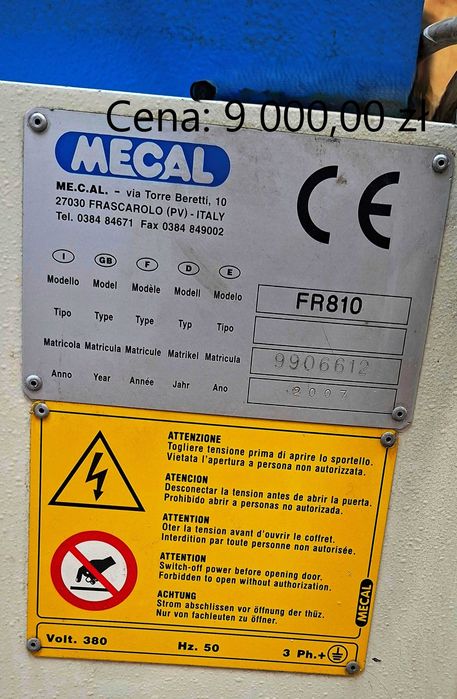 Cena: 9 000,00 zł
MECAL
ME.C.AL. - via Torre Beretti, 10
27030 FRASCAROLO (PV) - ITALY
Tel. 0384 84671 Fax 0384 849002
CE
I GB F D E
Modello Model Modèle Modell Modelo FR810
Tipo Type Type Typ Tipo
Matricola Matricula Matricule Matrikel Matricula 9906612
Anno Year Année Jahr Ano 2007
ATTENZIONE
Togliere tensione prima di aprire lo sportello.
Vietata l'apertura a persona non autorizzata.
ATENCION
Desconectar la tension antes de abrir la puerta.
Prohibido abrir a personas no autorizada.
ATTENTION
Oter la tension avant d'ouvrir le coffret.
Interdition par toute personne non autorisée.
ATTENTION
Switch-off power before opening door.
Forbidden to open without authorization.
ACHTUNG
Strom abschlissen vor öffnung der thüz.
Nur von fachleuten zu öffner.
MECAL
Volt. 380 Hz. 50 3 Ph.+